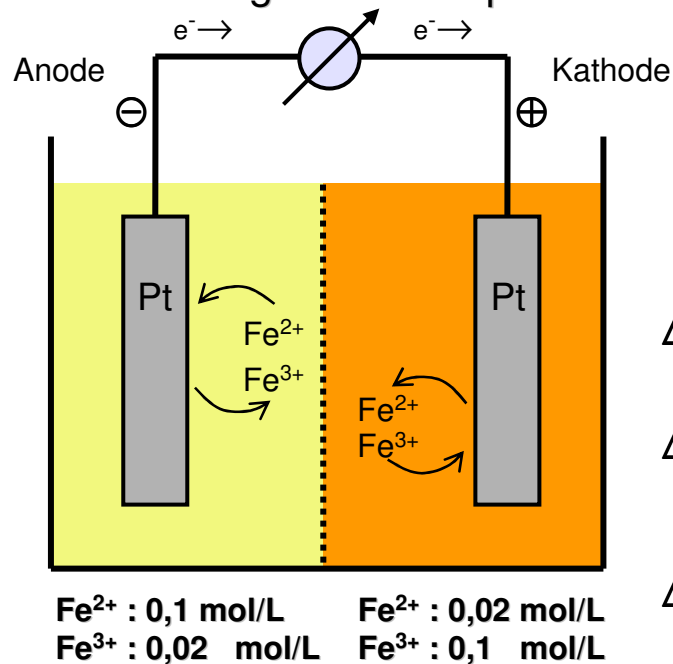 e⁻→ e⁻→
Anode Kathode
⊖ ⊕
Pt Pt
Fe²⁺
Fe³⁺
Fe²⁺
Fe³⁺
Fe²⁺ : 0,1 mol/L Fe²⁺ : 0,02 mol/L
Fe³⁺ : 0,02 mol/L Fe³⁺ : 0,1 mol/L